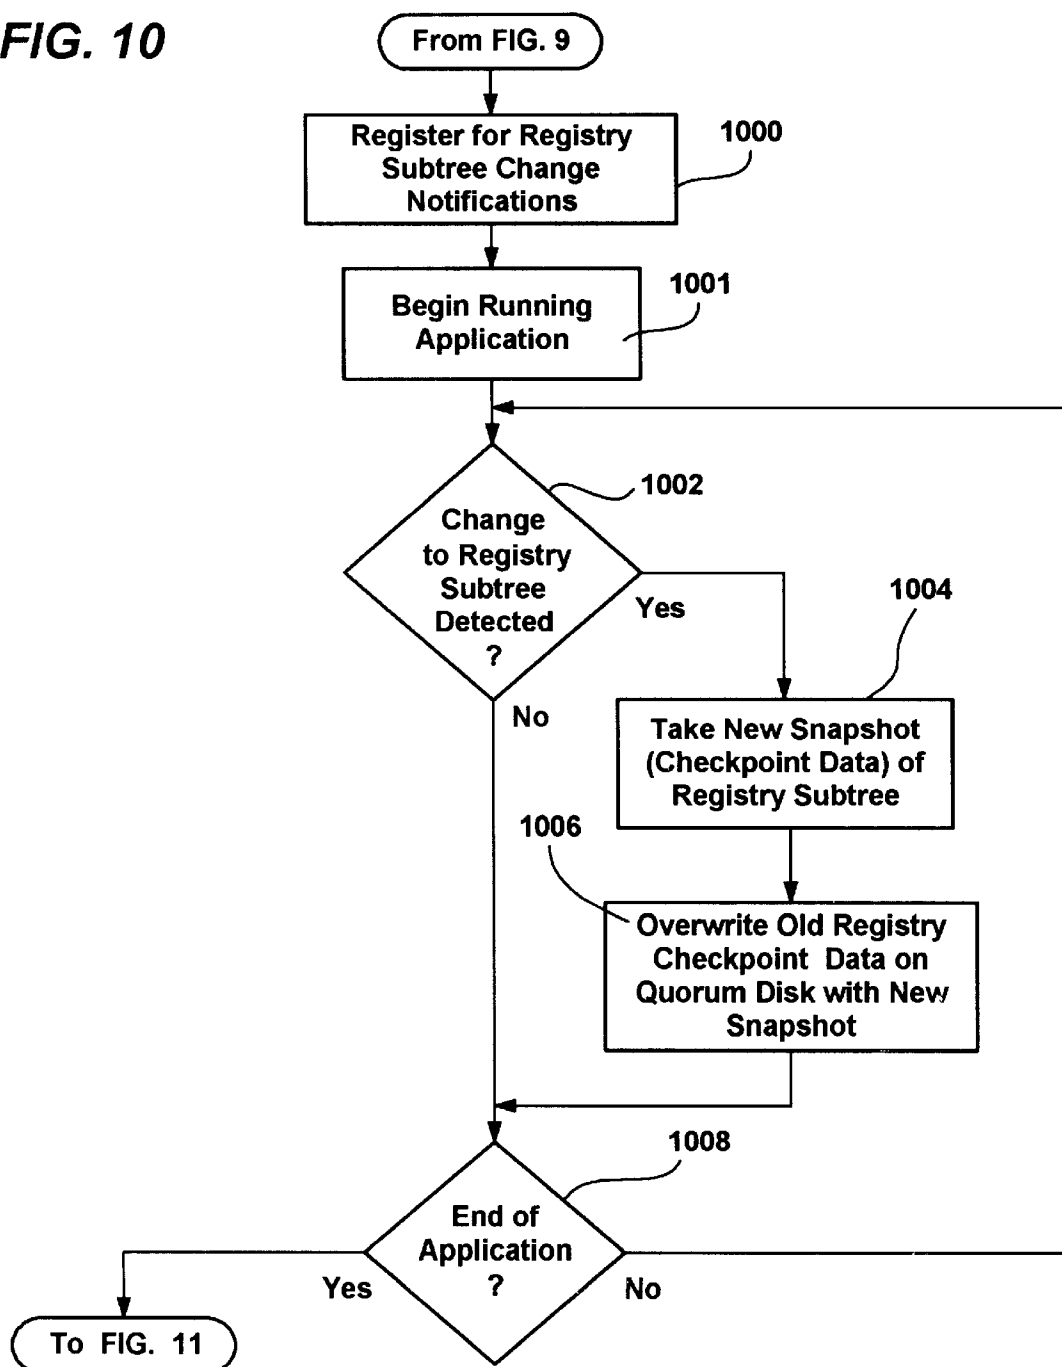 FIG. 10
From FIG. 9
Register for Registry
Subtree Change
Notifications
1000
Begin Running
Application
1001
Change
to Registry
Subtree
Detected
?
1002
Yes
No
1004
Take New Snapshot
(Checkpoint Data) of
Registry Subtree
1006
Overwrite Old Registry
Checkpoint Data on
Quorum Disk with New
Snapshot
1008
End of
Application
?
Yes
No
To FIG. 11